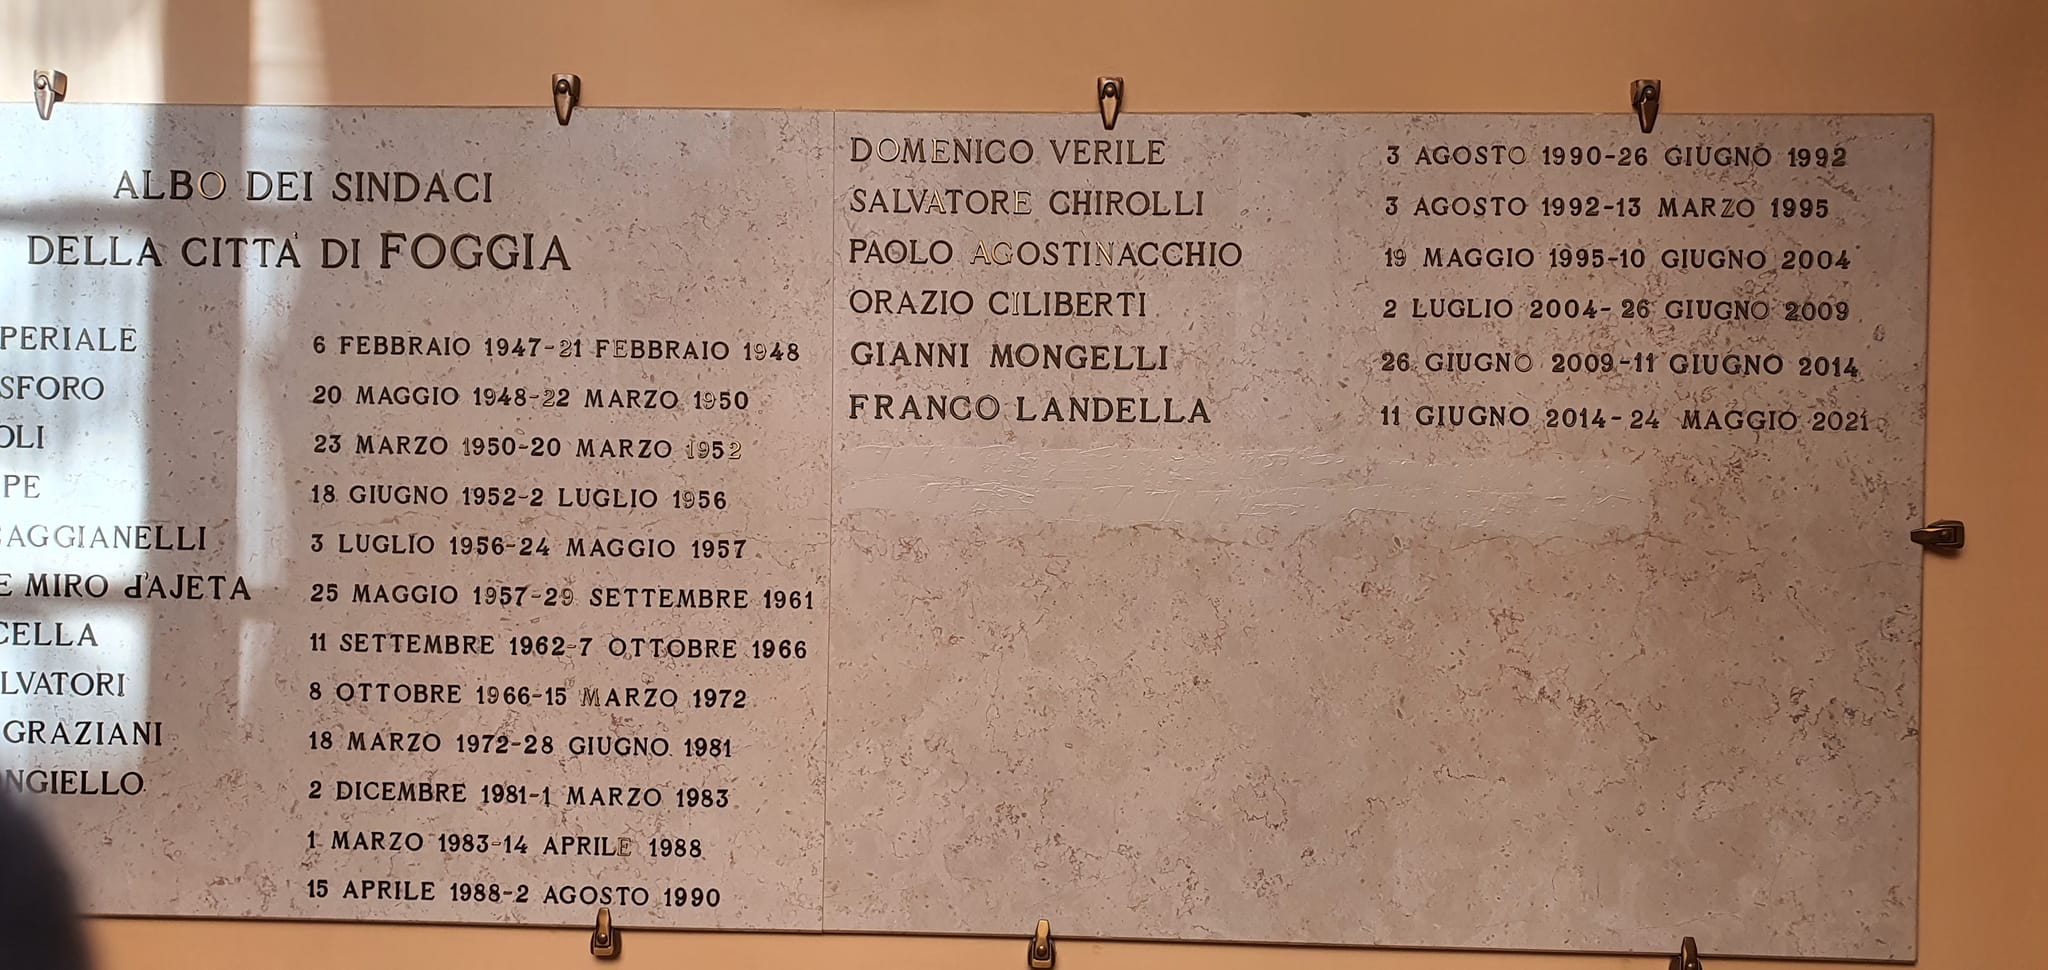 ALBO DEI SINDACI
DELLA CITTÀ DI FOGGIA
PERIALE 6 FEBBRAIO 1947-21 FEBBRAIO 1948
SFORO 20 MAGGIO 1948-22 MARZO 1950
OLI 23 MARZO 1950-20 MARZO 1952
PE 18 GIUGNO 1952-2 LUGLIO 1956
AGGIANELLI 3 LUGLIO 1956-24 MAGGIO 1957
E MIRO d'AJETA 25 MAGGIO 1957-29 SETTEMBRE 1961
CELLA 11 SETTEMBRE 1962-7 OTTOBRE 1966
LVATORI 8 OTTOBRE 1966-15 MARZO 1972
GRAZIANI 18 MARZO 1972-28 GIUGNO 1981
NGIELLO 2 DICEMBRE 1981-1 MARZO 1983
1 MARZO 1983-14 APRILE 1988
15 APRILE 1988-2 AGOSTO 1990
DOMENICO VERILE 3 AGOSTO 1990-26 GIUGNO 1992
SALVATORE CHIROLLI 3 AGOSTO 1992-13 MARZO 1995
PAOLO AGOSTINACCHIO 19 MAGGIO 1995-10 GIUGNO 2004
ORAZIO CILIBERTI 2 LUGLIO 2004-26 GIUGNO 2009
GIANNI MONGELLI 26 GIUGNO 2009-11 GIUGNO 2014
FRANCO LANDELLA 11 GIUGNO 2014-24 MAGGIO 2021